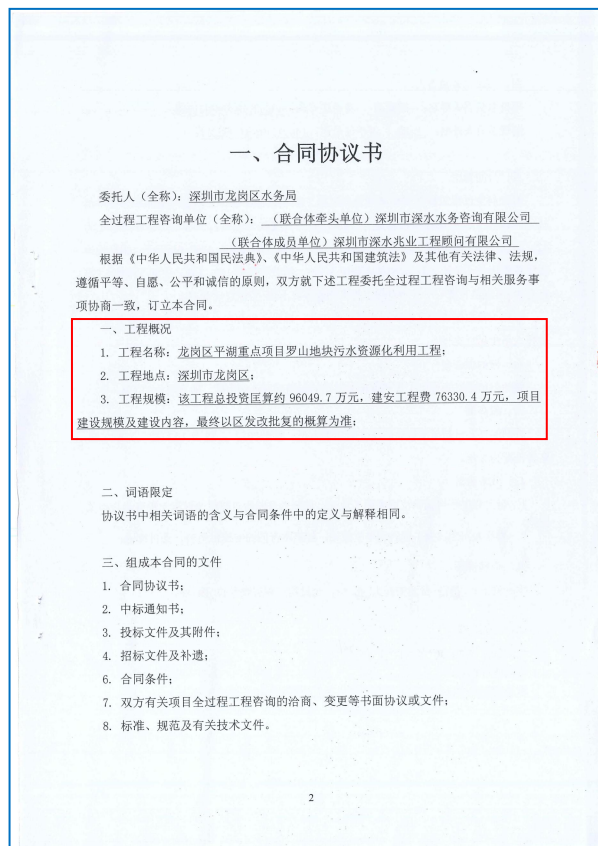 一、合同协议书
委托人（全称）：深圳市龙岗区水务局
全过程工程咨询单位（全称）：（联合体牵头单位）深圳市深水水务咨询有限公司
（联合体成员单位）深圳市深水兆业工程顾问有限公司
根据《中华人民共和国民法典》、《中华人民共和国建筑法》及其他有关法律、法规，
遵循平等、自愿、公平和诚信的原则，双方就下述工程委托全过程工程咨询与相关服务事
项协商一致，订立本合同。
一、工程概况
1. 工程名称：龙岗区平湖重点项目罗山地块污水资源化利用工程；
2. 工程地点：深圳市龙岗区；
3. 工程规模：该工程总投资匡算约 96049.7 万元，建安工程费 76330.4 万元，项目
建设规模及建设内容，最终以区发改批复的概算为准；
二、词语限定
协议书中相关词语的含义与合同条件中的定义与解释相同。
三、组成本合同的文件
1. 合同协议书；
2. 中标通知书；
3. 投标文件及其附件；
4. 招标文件及补遗；
6. 合同条件；
7. 双方有关项目全过程工程咨询的洽商、变更等书面协议或文件；
8. 标准、规范及有关技术文件。
2